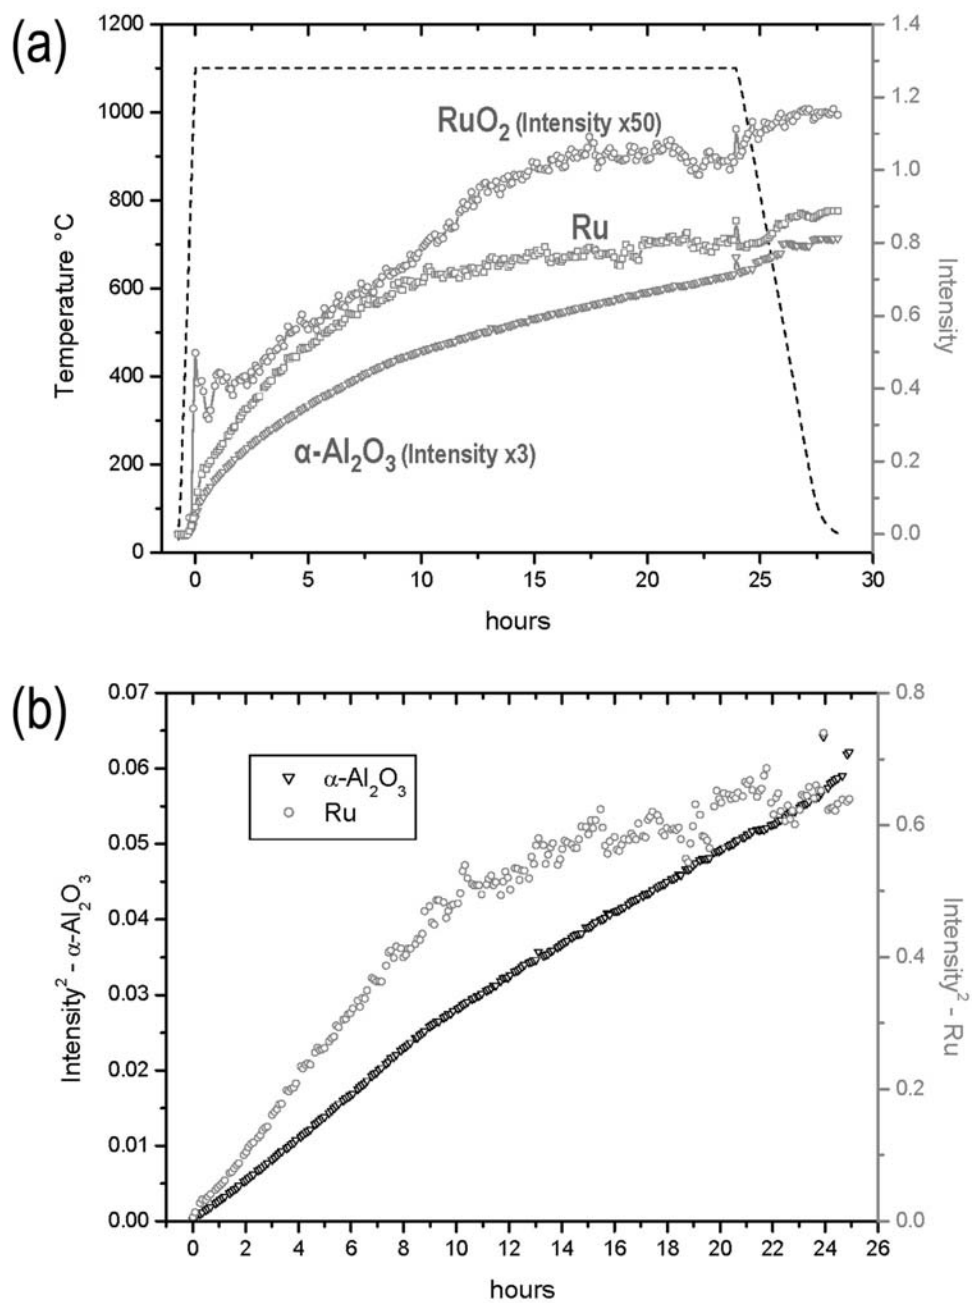 (a)
1200
1000
800
600
400
200
0
Temperature °C
1.4
1.2
1.0
0.8
0.6
0.4
0.2
0.0
Intensity
RuO₂ (Intensity x50)
Ru
α-Al₂O₃ (Intensity x3)
0 5 10 15 20 25 30
hours
(b)
0.07
0.06
0.05
0.04
0.03
0.02
0.01
0.00
Intensity² - α-Al₂O₃
0.8
0.6
0.4
0.2
0.0
Intensity² - Ru
α-Al₂O₃
Ru
0 2 4 6 8 10 12 14 16 18 20 22 24 26
hours